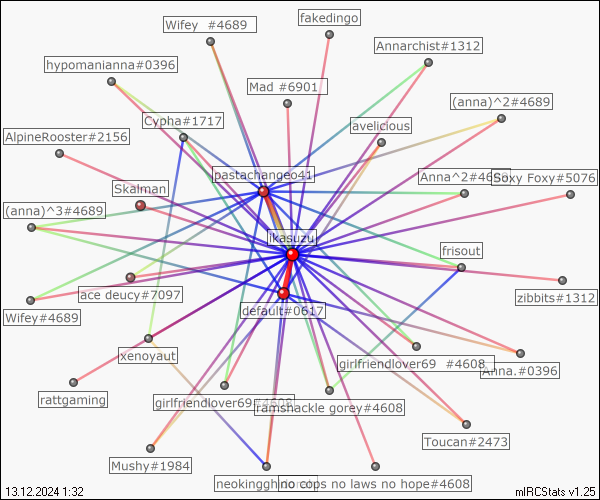 Wifey  #4689
fakedingo
Annarchist#1312
hypomanianna#0396
Mad #6901
(anna)^2#4689
Cypha#1717
avelicious
AlpineRooster#2156
pastachangeo41
Anna^2#4689
Soxy Foxy#5076
Skalman
(anna)^3#4689
ikasuzu
frisout
ace deucy#7097
zibbits#1312
Wifey#4689
default#0617
xenoyaut
girlfriendlover69  #4608
Anna.#0396
rattgaming
girlfriendlover69#4608
ramshackle gorey#4608
Toucan#2473
Mushy#1984
no cops no laws no hope#4608
13.12.2024 1:32
mIRCStats v1.25